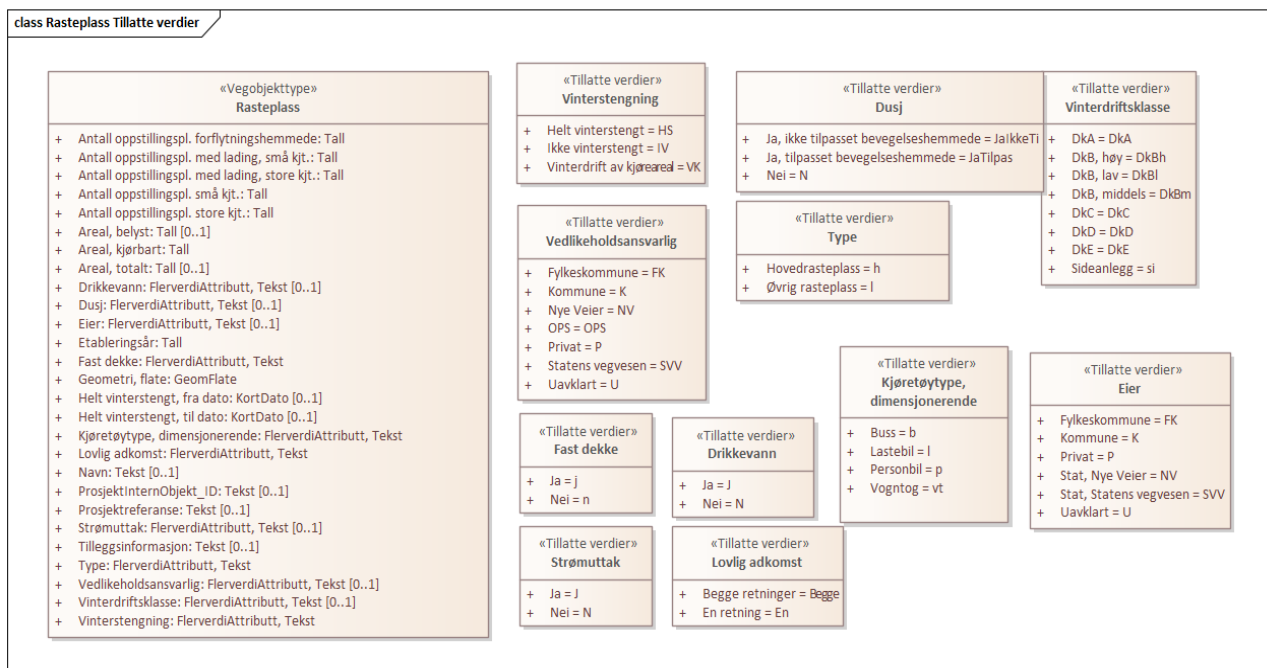 class Rasteplass Tillatte verdier
«Vegobjekttype»
Rasteplass
+ Antall oppstillingspl. forflytningshemmede: Tall
+ Antall oppstillingspl. med lading, små kjt.: Tall
+ Antall oppstillingspl. med lading, store kjt.: Tall
+ Antall oppstillingspl. små kjt.: Tall
+ Antall oppstillingspl. store kjt.: Tall
+ Areal, belyst: Tall [0..1]
+ Areal, kjørbart: Tall
+ Areal, totalt: Tall [0..1]
+ Drikkevann: FlerverdiAttributt, Tekst [0..1]
+ Dusj: FlerverdiAttributt, Tekst [0..1]
+ Eier: FlerverdiAttributt, Tekst [0..1]
+ Etableringsår: Tall
+ Fast dekke: FlerverdiAttributt, Tekst
+ Geometri, flate: GeomFlate
+ Helt vinterstengt, fra dato: KortDato [0..1]
+ Helt vinterstengt, til dato: KortDato [0..1]
+ Kjøretøytype, dimensjonerende: FlerverdiAttributt, Tekst
+ Lovlig adkomst: FlerverdiAttributt, Tekst
+ Navn: Tekst [0..1]
+ ProsjektInternObjekt_ID: Tekst [0..1]
+ Prosjektreferanse: Tekst [0..1]
+ Strømuttak: FlerverdiAttributt, Tekst [0..1]
+ Tilleggsinformasjon: Tekst [0..1]
+ Type: FlerverdiAttributt, Tekst
+ Vedlikeholdsansvarlig: FlerverdiAttributt, Tekst [0..1]
+ Vinterdriftsklasse: FlerverdiAttributt, Tekst [0..1]
+ Vinterstengning: FlerverdiAttributt, Tekst
«Tillatte verdier»
Vinterstengning
+ Helt vinterstengt = HS
+ Ikke vinterstengt = IV
+ Vinterdrift av kjøreareal = VK
«Tillatte verdier»
Dusj
+ Ja, ikke tilpasset bevegelseshemmede = JaIkkeTi
+ Ja, tilpasset bevegelseshemmede = JaTilpas
+ Nei = N
«Tillatte verdier»
Vinterdriftsklasse
+ DkA = DkA
+ DkB, høy = DkBh
+ DkB, lav = DkBl
+ DkB, middels = DkBm
+ DkC = DkC
+ DkD = DkD
+ DkE = DkE
+ Sideanlegg = si
«Tillatte verdier»
Vedlikeholdsansvarlig
+ Fylkeskommune = FK
+ Kommune = K
+ Nye Veier = NV
+ OPS = OPS
+ Privat = P
+ Statens vegvesen = SVV
+ Uavklart = U
«Tillatte verdier»
Type
+ Hovedrasteplass = h
+ Øvrig rasteplass = l
«Tillatte verdier»
Kjøretøytype,
dimensjonerende
+ Buss = b
+ Lastebil = l
+ Personbil = p
+ Vogntog = vt
«Tillatte verdier»
Eier
+ Fylkeskommune = FK
+ Kommune = K
+ Privat = P
+ Stat, Nye Veier = NV
+ Stat, Statens vegvesen = SVV
+ Uavklart = U
«Tillatte verdier»
Fast dekke
+ Ja = j
+ Nei = n
«Tillatte verdier»
Drikkevann
+ Ja = J
+ Nei = N
«Tillatte verdier»
Strømuttak
+ Ja = J
+ Nei = N
«Tillatte verdier»
Lovlig adkomst
+ Begge retninger = Begge
+ En retning = En